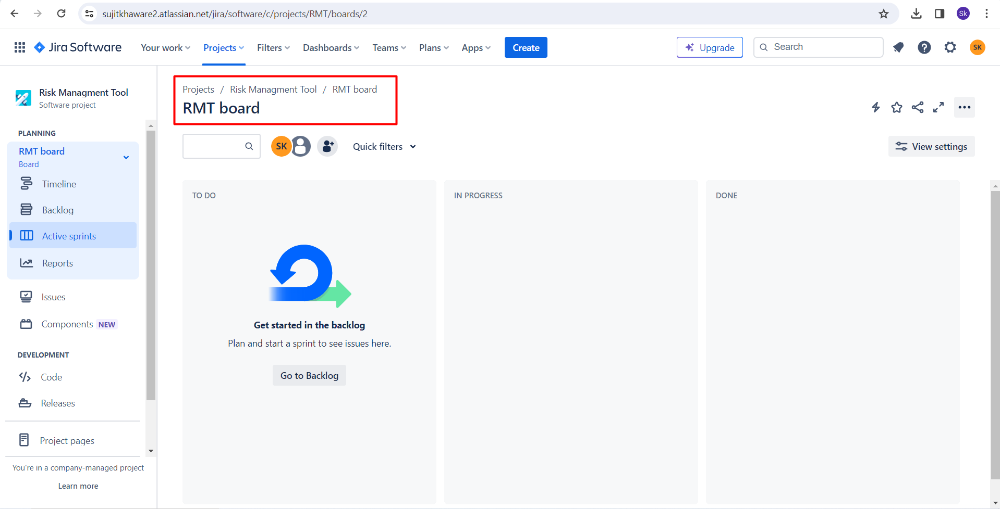 sujitkhaware2.atlassian.net/jira/software/c/projects/RMT/boards/2
Sk
Jira Software
Your work
Projects
Filters
Dashboards
Teams
Plans
Apps
Create
Upgrade
Search
SK
Risk Managment Tool
Software project
PLANNING
RMT board
Board
Timeline
Backlog
Active sprints
Reports
Issues
Components NEW
DEVELOPMENT
Code
Releases
Project pages
You're in a company-managed project
Learn more
Projects / Risk Managment Tool / RMT board
RMT board
SK
Quick filters
View settings
TO DO
IN PROGRESS
DONE
Get started in the backlog
Plan and start a sprint to see issues here.
Go to Backlog